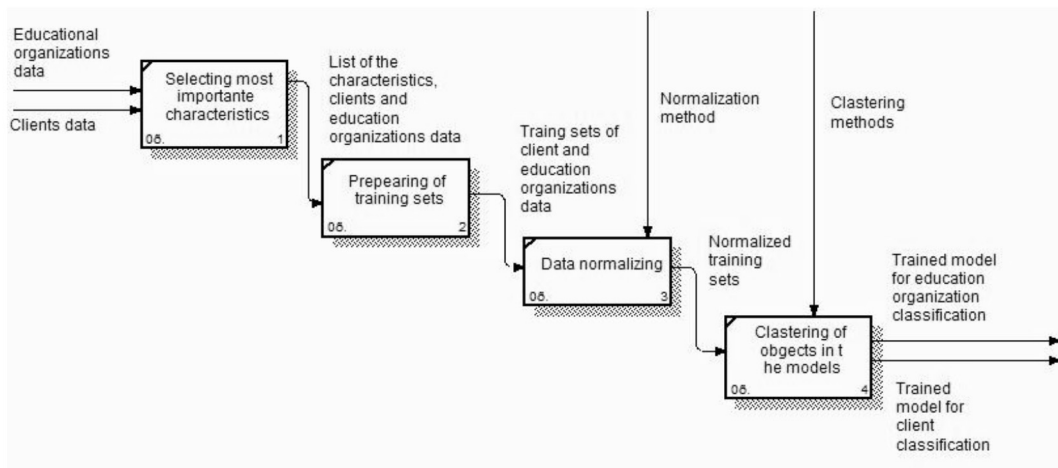 Educational
organizations
data
Clients data
Selecting most
importante
characteristics
0б.
1
List of the
characteristics,
clients and
education
organizations data
Prepearing of
training sets
0б.
2
Traing sets of
client and
education
organizations
data
Normalization
method
Data normalizing
0б.
3
Normalized
training
sets
Clastering
methods
Clastering of
obgects in t
he models
0б.
4
Trained model
for education
organization
classification
Trained
model for
client
classification